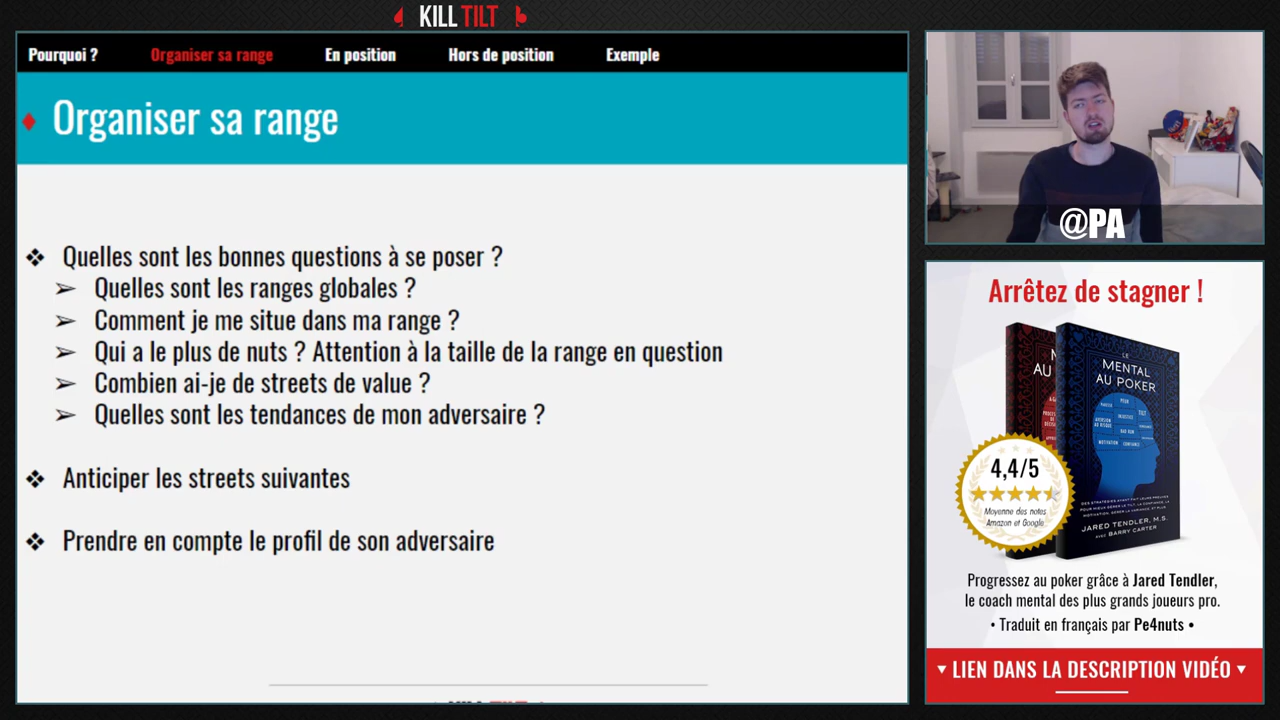 KILL TILT
Pourquoi ?
Organiser sa range
En position
Hors de position
Exemple
Organiser sa range
Quelles sont les bonnes questions à se poser ?
Quelles sont les ranges globales ?
Comment je me situe dans ma range ?
Qui a le plus de nuts ? Attention à la taille de la range en question
Combien ai-je de streets de value ?
Quelles sont les tendances de mon adversaire ?
Anticiper les streets suivantes
Prendre en compte le profil de son adversaire
@PA
Arrêtez de stagner !
LE
MENTAL
AU POKER
TILT
MOTIVATION
JARED TENDLER, M.S.
AVEC BARRY CARTER
4,4/5
Moyenne des notes
Amazon et Google
Progressez au poker grâce à Jared Tendler,
le coach mental des plus grands joueurs pro.
• Traduit en français par Pe4nuts •
LIEN DANS LA DESCRIPTION VIDÉO